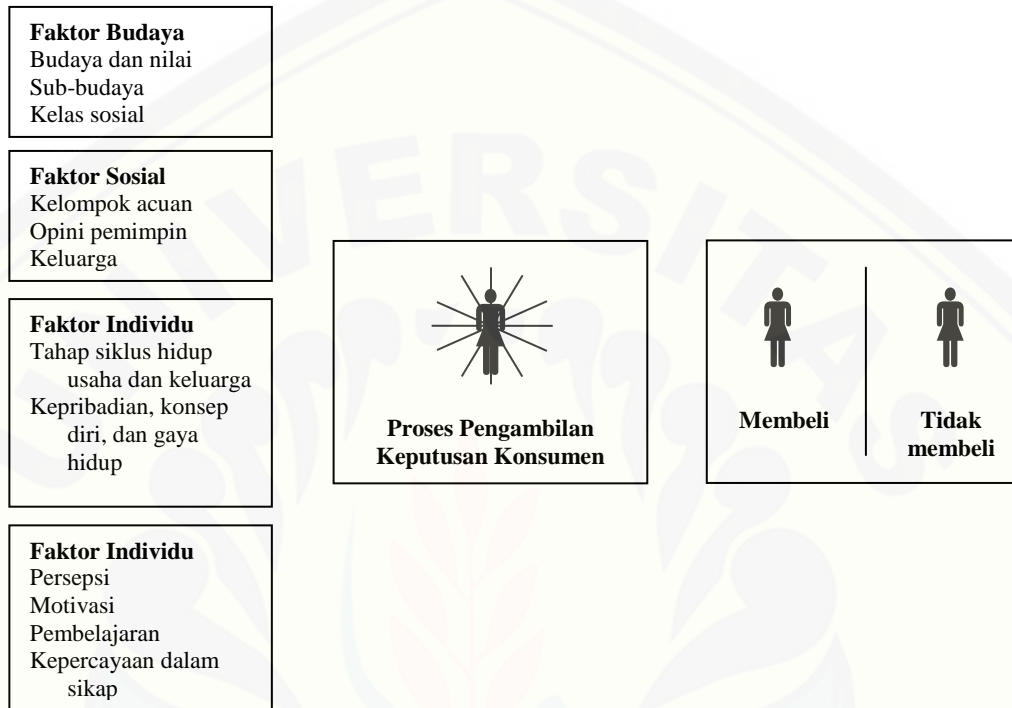 Faktor Budaya
Budaya dan nilai
Sub-budaya
Kelas sosial
Faktor Sosial
Kelompok acuan
Opini pemimpin
Keluarga
Faktor Individu
Tahap siklus hidup
usaha dan keluarga
Kepribadian, konsep
diri, dan gaya
hidup
Faktor Individu
Persepsi
Motivasi
Pembelajaran
Kepercayaan dalam
sikap
Proses Pengambilan
Keputusan Konsumen
Membeli
Tidak
membeli
UNIVERSITAS